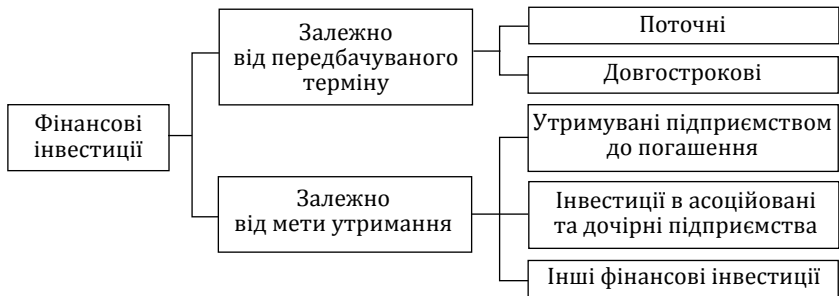 Фінансові
інвестиції
Залежно
від передбачуваного
терміну
Поточні
Довгострокові
Залежно
від мети утримання
Утримувані підприємством
до погашення
Інвестиції в асоційовані
та дочірні підприємства
Інші фінансові інвестиції